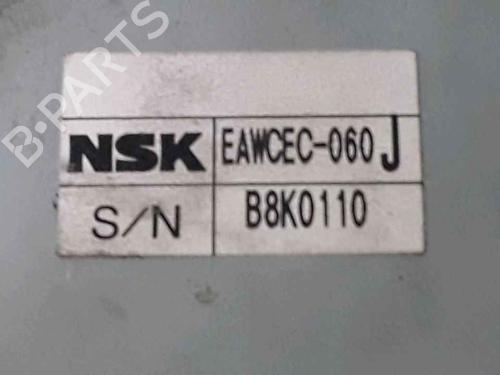 B-PARTS
NSK EAWCEC-060 J
S/N B8K0110